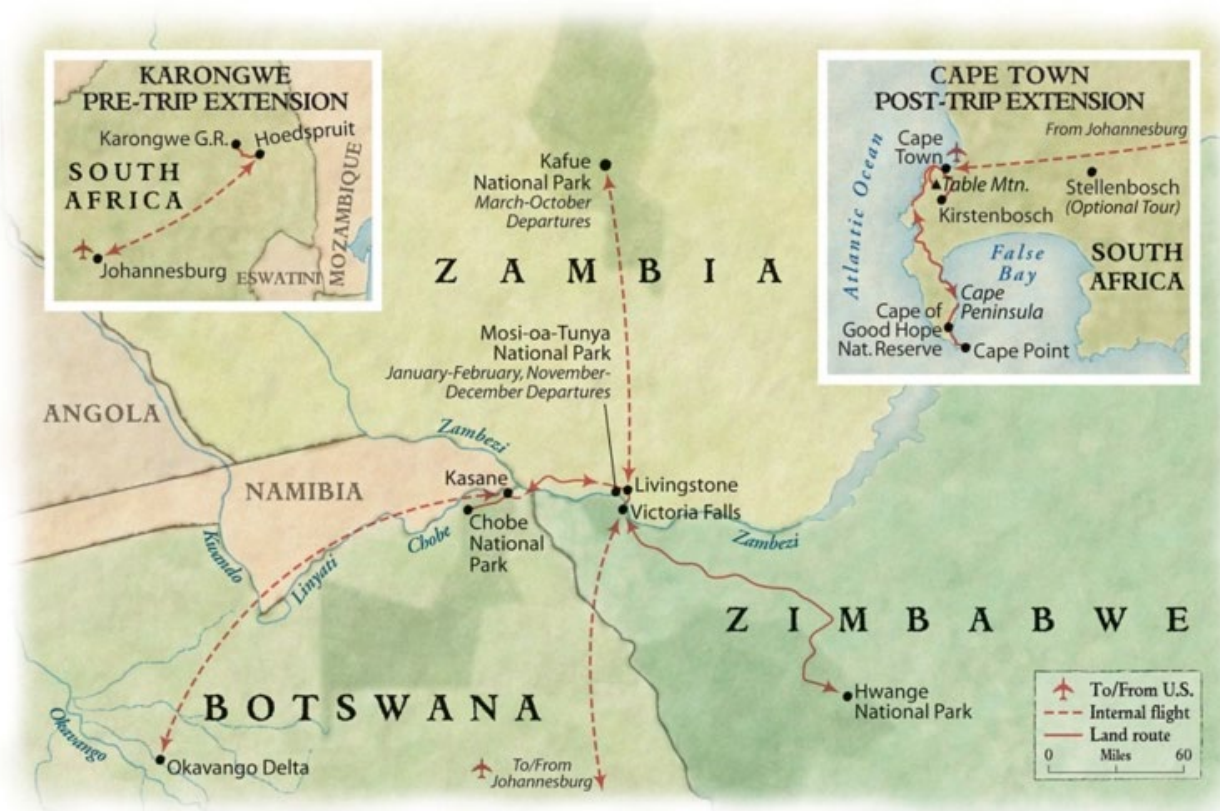 KARONGWE
PRE-TRIP EXTENSION
Karongwe G.R.
Hoedspruit
SOUTH
AFRICA
MOZAMBIQUE
Johannesburg
ESWATINI
CAPE TOWN
POST-TRIP EXTENSION
From Johannesburg
Cape
Town
Atlantic Ocean
Table Mtn.
Stellenbosch
(Optional Tour)
Kirstenbosch
False
Bay
SOUTH
AFRICA
Cape
Peninsula
Cape of
Good Hope
Nat. Reserve
Cape Point
Kafue
National Park
March-October
Departures
ZAMBIA
Mosi-oa-Tunya
National Park
January-February, November-
December Departures
ANGOLA
Zambezi
NAMIBIA
Kasane
Livingstone
Victoria Falls
Chobe
National
Park
Chobe
Zambezi
Kwando
Linyati
ZIMBABWE
Hwange
National Park
BOTSWANA
Okavango
Okavango Delta
To/From
Johannesburg
To/From U.S.
Internal flight
Land route
0 Miles 60